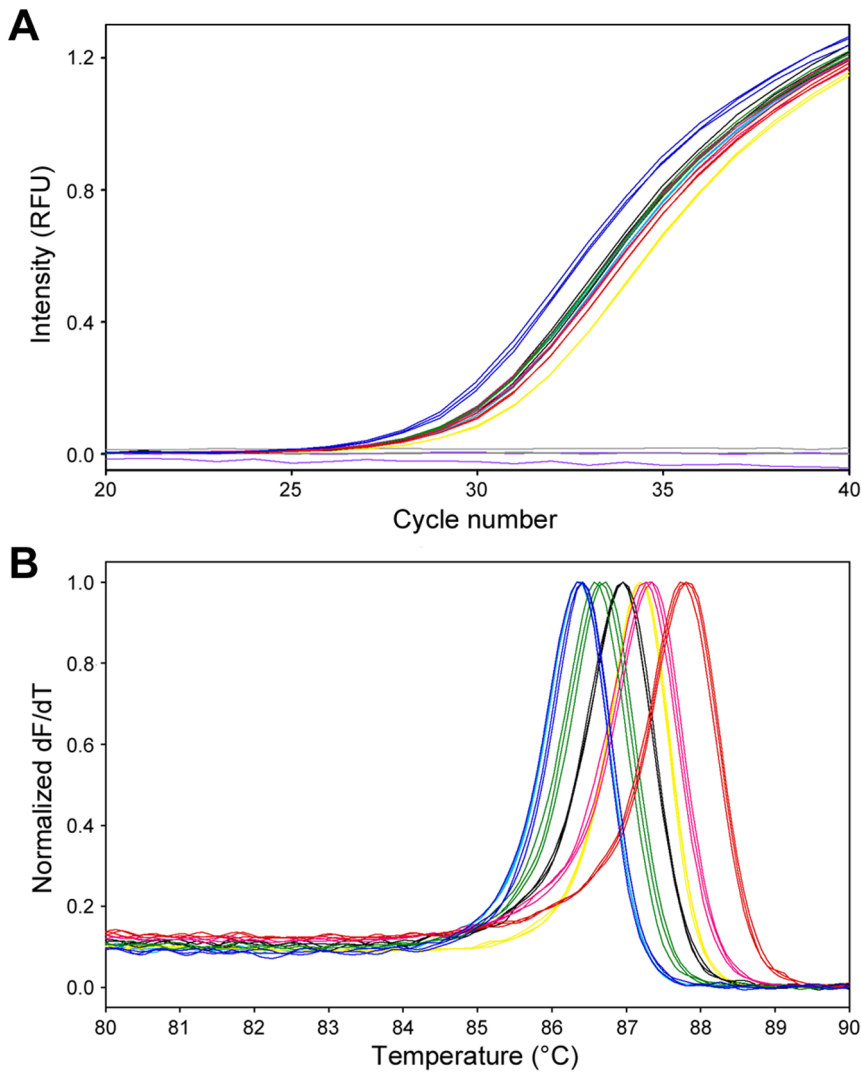 A
Intensity (RFU)
1.2
0.8
0.4
0.0
20 25 30 35 40
Cycle number
B
Normalized dF/dT
1.0
0.8
0.6
0.4
0.2
0.0
80 81 82 83 84 85 86 87 88 89 90
Temperature (°C)